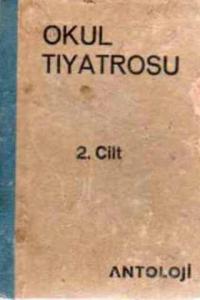 OKUL
TIYATROSU
2. Cilt
ANTOLOJİ